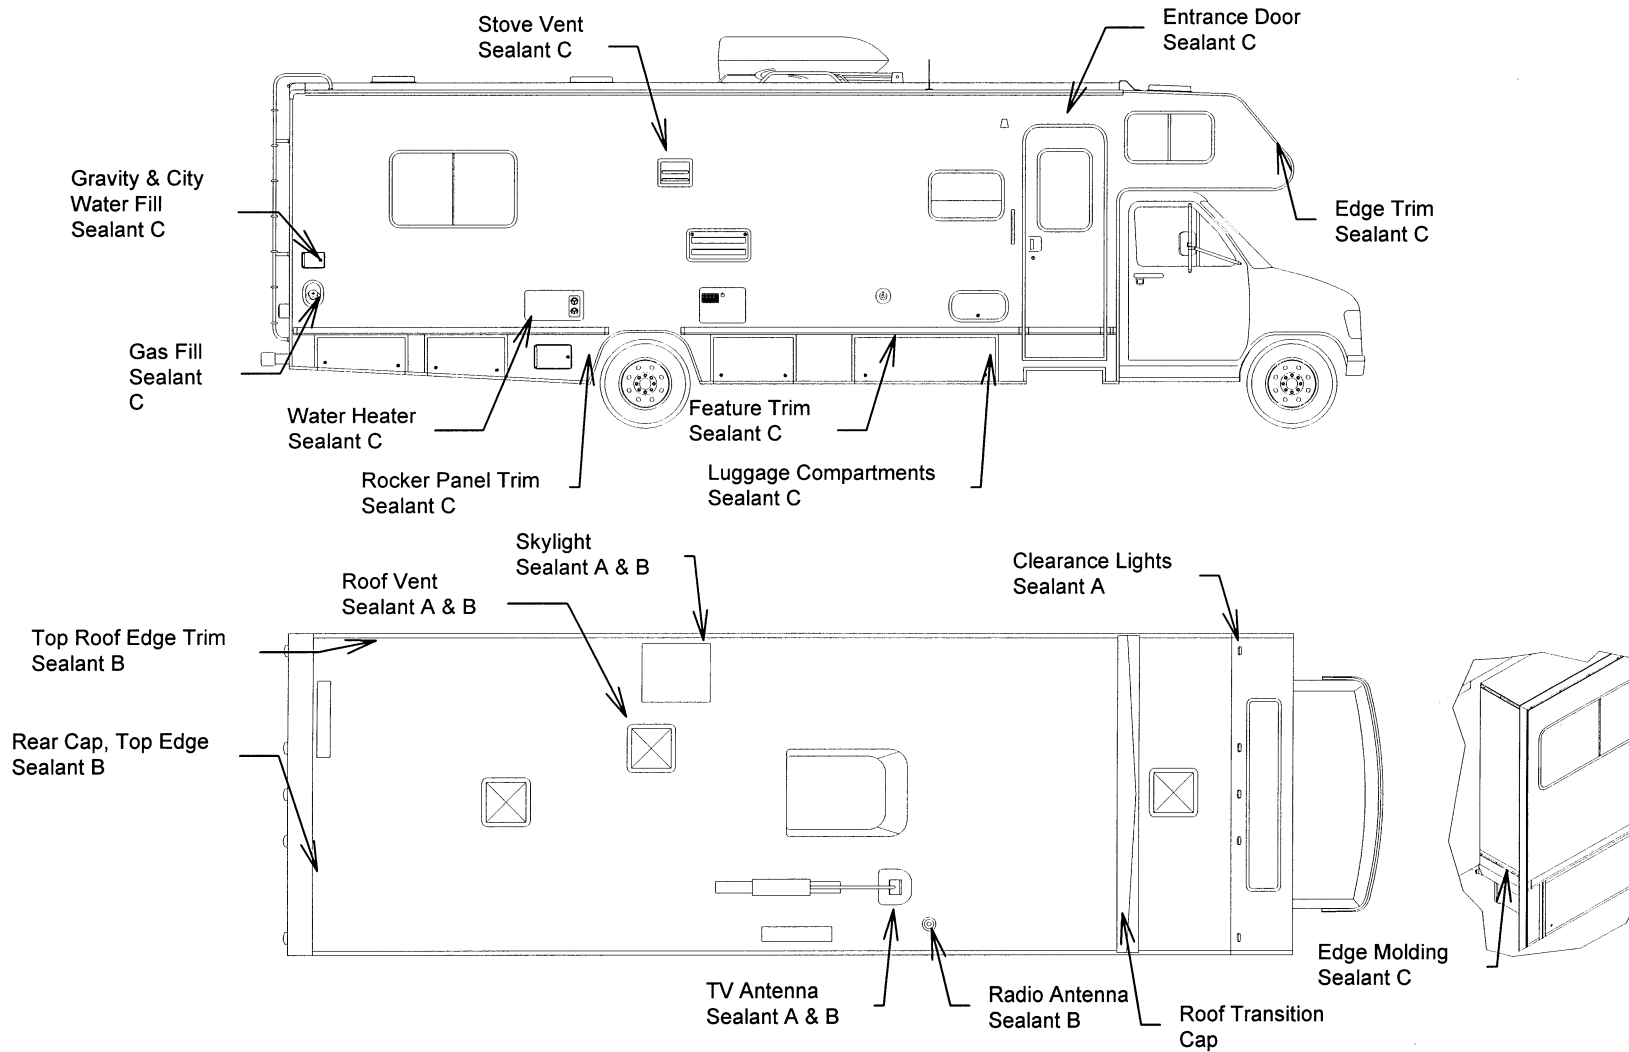 Stove Vent
Sealant C
Entrance Door
Sealant C
Gravity & City
Water Fill
Sealant C
Edge Trim
Sealant C
Gas Fill
Sealant
C
Water Heater
Sealant C
Feature Trim
Sealant C
Rocker Panel Trim
Sealant C
Luggage Compartments
Sealant C
Skylight
Sealant A & B
Roof Vent
Sealant A & B
Clearance Lights
Sealant A
Top Roof Edge Trim
Sealant B
Rear Cap, Top Edge
Sealant B
Edge Molding
Sealant C
TV Antenna
Sealant A & B
Radio Antenna
Sealant B
Roof Transition
Cap